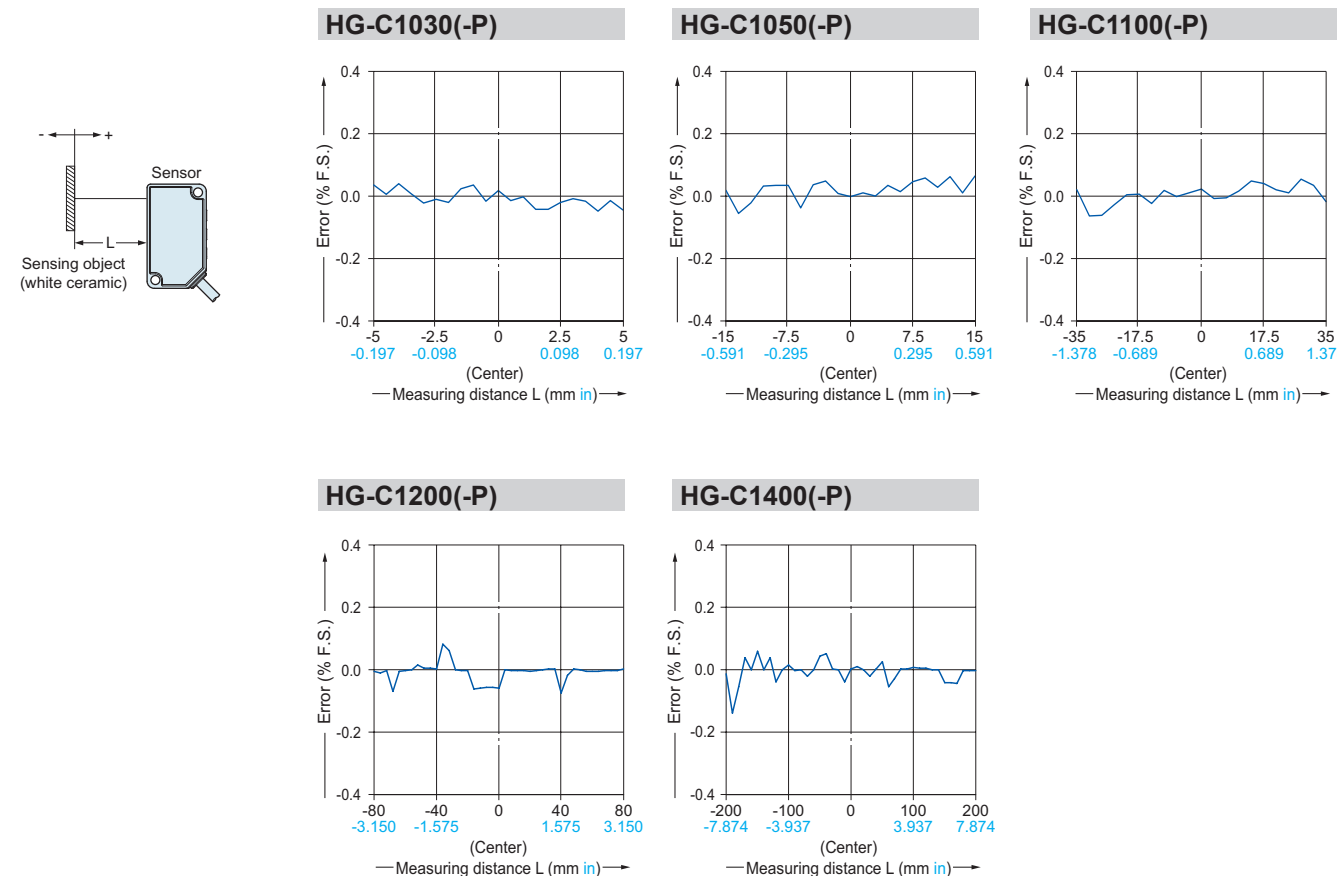 HG-C1030(-P)
HG-C1050(-P)
HG-C1100(-P)
- +
Sensor
L
Sensing object
(white ceramic)
0.4
0.2
0.0
-0.2
-0.4
Error (% F.S.)
-5 -2.5 0 2.5 5
-0.197 -0.098 0.098 0.197
(Center)
Measuring distance L (mm in)
0.4
0.2
0.0
-0.2
-0.4
Error (% F.S.)
-15 -7.5 0 7.5 15
-0.591 -0.295 0.295 0.591
(Center)
Measuring distance L (mm in)
0.4
0.2
0.0
-0.2
-0.4
Error (% F.S.)
-35 -17.5 0 17.5 35
-1.378 -0.689 0.689 1.37
(Center)
Measuring distance L (mm in)
HG-C1200(-P)
HG-C1400(-P)
0.4
0.2
0.0
-0.2
-0.4
Error (% F.S.)
-80 -40 0 40 80
-3.150 -1.575 1.575 3.150
(Center)
Measuring distance L (mm in)
0.4
0.2
0.0
-0.2
-0.4
Error (% F.S.)
-200 -100 0 100 200
-7.874 -3.937 3.937 7.874
(Center)
Measuring distance L (mm in)